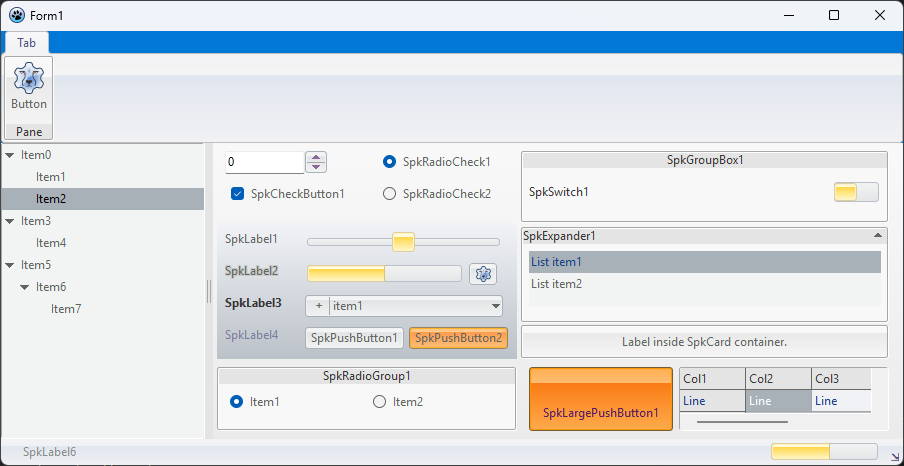 Form1
Tab
Button
Pane
Item0
Item1
Item2
Item3
Item4
Item5
Item6
Item7
0
SpkRadioCheck1
SpkCheckButton1
SpkRadioCheck2
SpkLabel1
SpkLabel2
SpkLabel3
+ item1
SpkLabel4
SpkPushButton1 SpkPushButton2
SpkRadioGroup1
Item1 Item2
SpkGroupBox1
SpkSwitch1
SpkExpander1
List item1
List item2
Label inside SpkCard container.
SpkLargePushButton1
Col1 Col2 Col3
Line Line Line
SpkLabel6